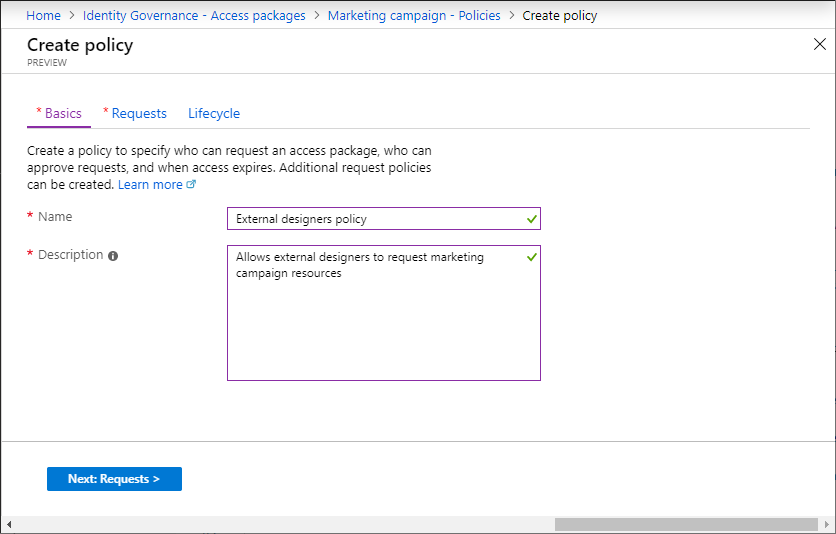 Home > Identity Governance - Access packages > Marketing campaign - Policies > Create policy
Create policy
PREVIEW
* Basics * Requests Lifecycle
Create a policy to specify who can request an access package, who can
approve requests, and when access expires. Additional request policies
can be created. Learn more
* Name External designers policy
* Description Allows external designers to request marketing
campaign resources
Next: Requests >